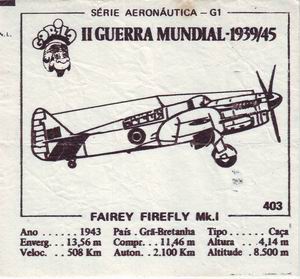 SÉRIE AERONÁUTICA - G1
N.L.
II GUERRA MUNDIAL-1939/45
403
FAIREY FIREFLY Mk.I
Ano ...... 1943 País . Grã-Bretanha Tipo ..... Caça
Enverg. . 13,56 m Compr. .. 11,46 m Altura .. 4,14 m
Veloc. .. 508 Km Auton. . 2.100 Km Altitude . 8.500 m